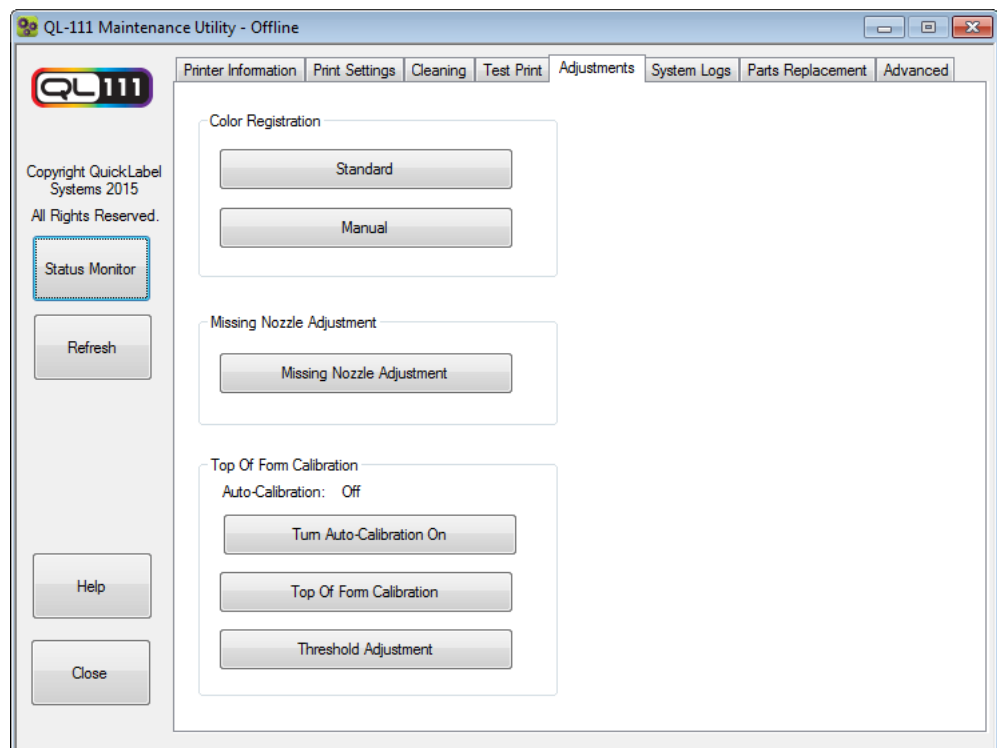 QL-111 Maintenance Utility - Offline
Printer Information Print Settings Cleaning Test Print Adjustments System Logs Parts Replacement Advanced
QL111
Copyright QuickLabel
Systems 2015
All Rights Reserved.
Status Monitor
Refresh
Help
Close
Color Registration
Standard
Manual
Missing Nozzle Adjustment
Missing Nozzle Adjustment
Top Of Form Calibration
Auto-Calibration: Off
Turn Auto-Calibration On
Top Of Form Calibration
Threshold Adjustment